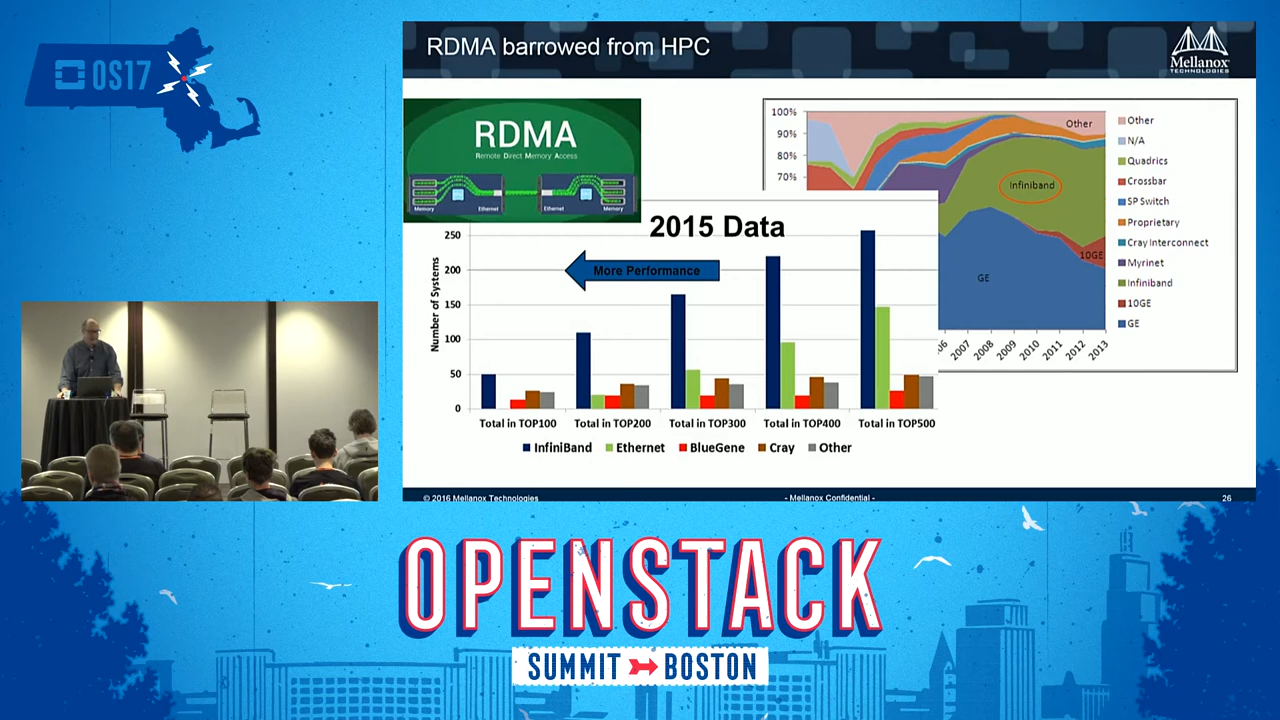 OS17
RDMA barrowed from HPC
Mellanox
TECHNOLOGIES
RDMA
Remote Direct Memory Access
Memory
Ethernet
Ethernet
Memory
100%
90%
80%
70%
Other
Infiniband
10GE
GE
Other
N/A
Quadrics
Crossbar
SP Switch
Proprietary
Cray Interconnect
Myrinet
Infiniband
10GE
GE
06
2007
2008
2009
2010
2011
2012
2013
2015 Data
More Performance
Number of Systems
250
200
150
100
50
0
Total in TOP100
Total in TOP200
Total in TOP300
Total in TOP400
Total in TOP500
InfiniBand
Ethernet
BlueGene
Cray
Other
© 2016 Mellanox Technologies
- Mellanox Confidential -
26
OPENSTACK
SUMMIT BOSTON